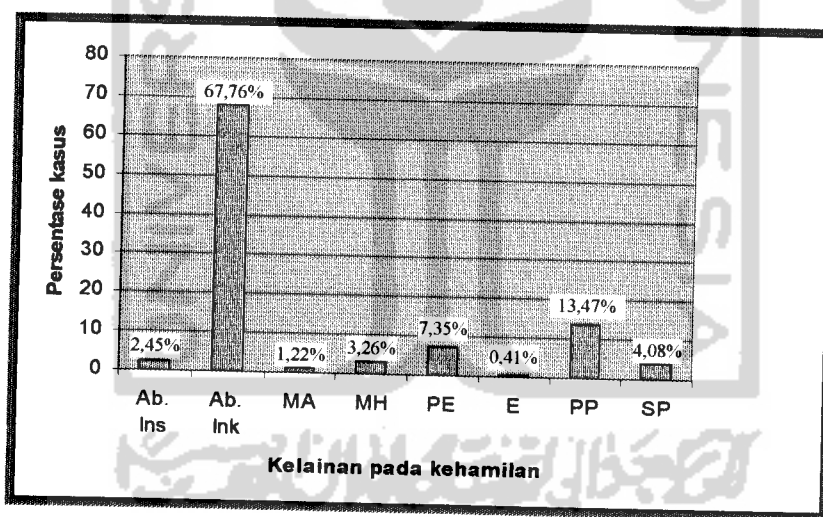 80
70
60
50
40
30
20
10
0
Persentase kasus
2,45%
67,76%
1,22%
3,26%
7,35%
0,41%
13,47%
4,08%
Ab. Ins
Ab. Ink
MA
MH
PE
E
PP
SP
Kelainan pada kehamilan